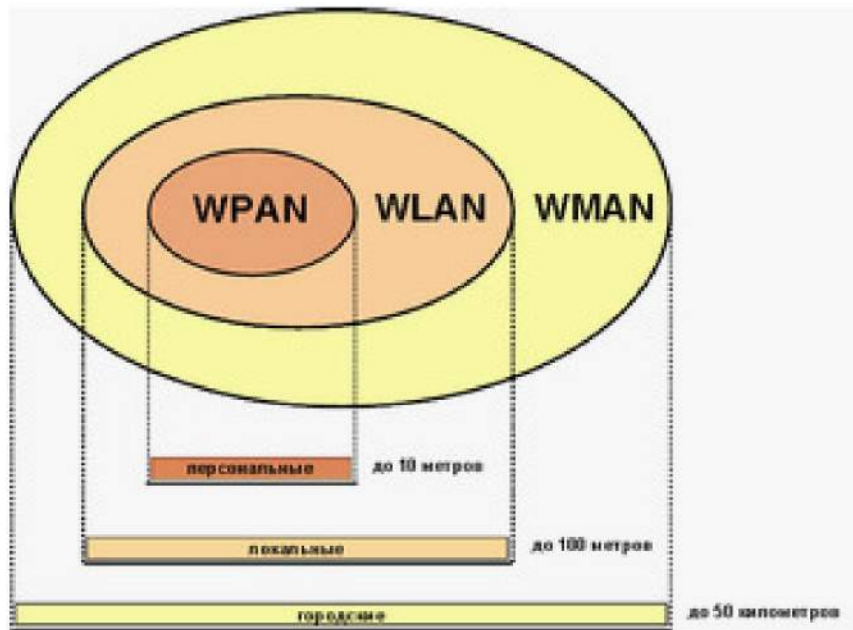 WPAN WLAN WMAN
персональные до 10 метров
локальные до 100 метров
городские до 50 километров